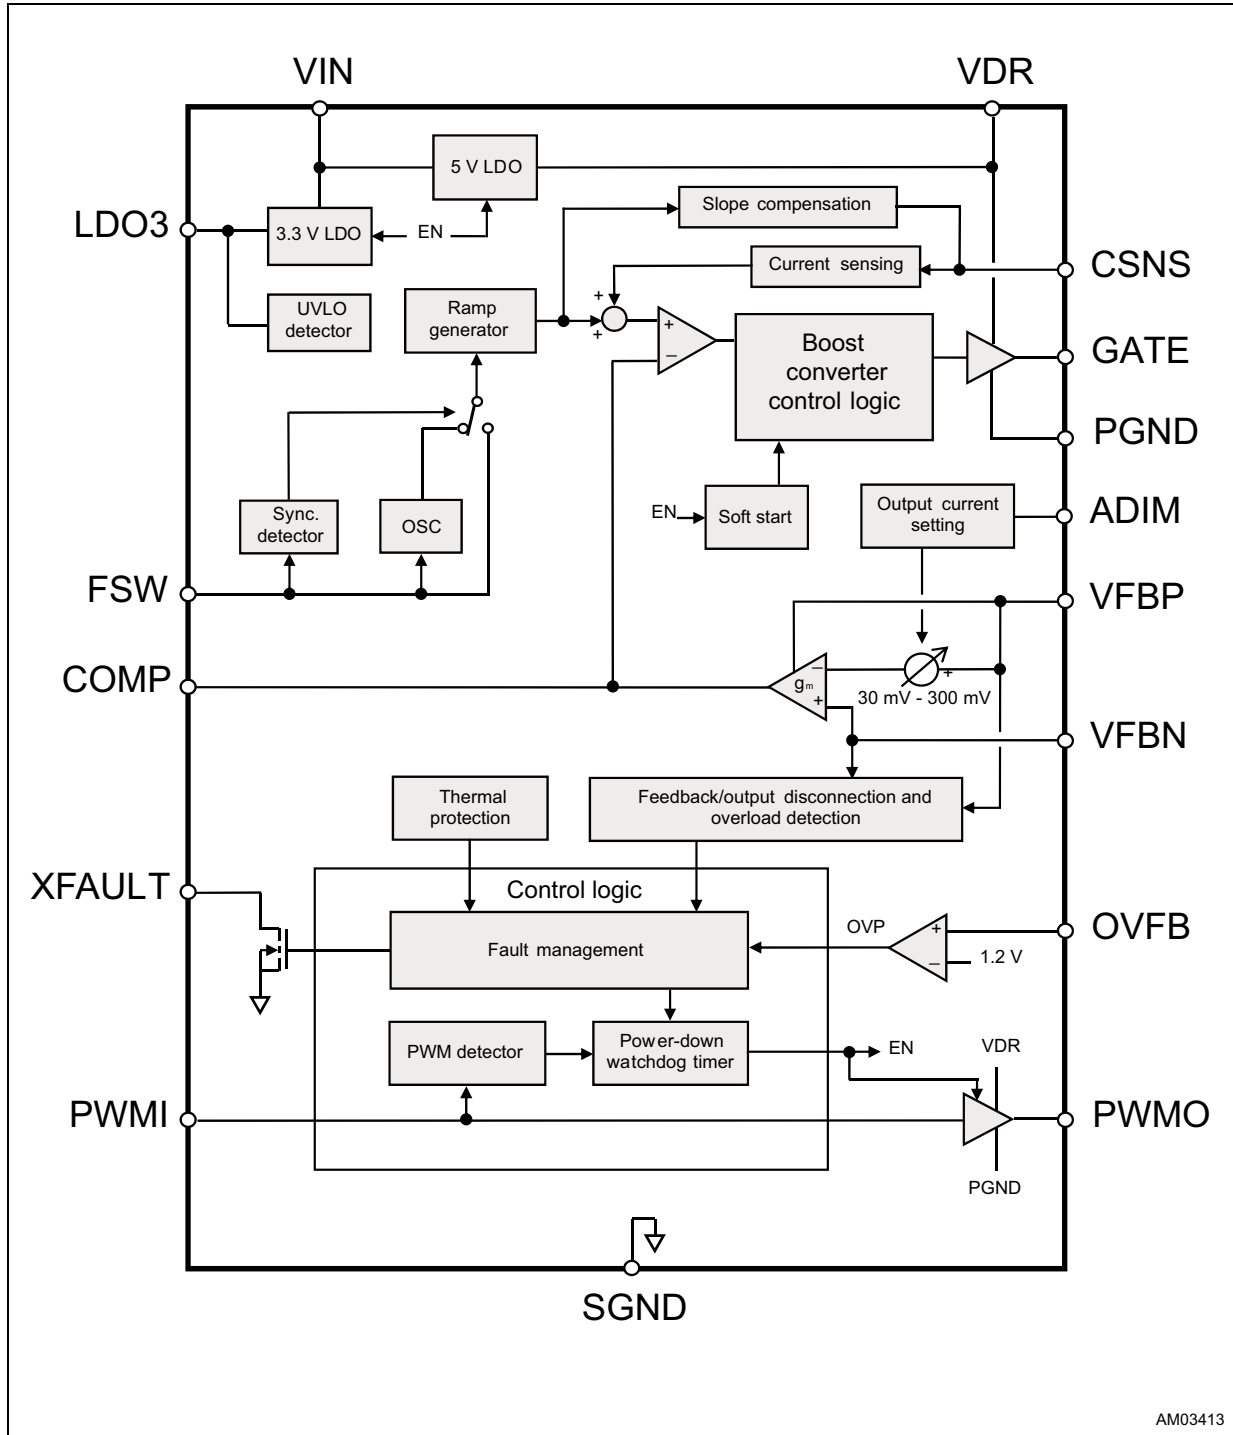 VIN
VDR
5 V LDO
Slope compensation
LDO3
3.3 V LDO
EN
CSNS
Current sensing
UVLO
detector
Ramp
generator
+
+
+
–
Boost
converter
control logic
GATE
PGND
Sync.
detector
OSC
EN
Soft start
Output current
setting
ADIM
FSW
VFBP
COMP
gm
–
+
+
30 mV - 300 mV
VFBN
Thermal
protection
Feedback/output disconnection and
overload detection
XFAULT
Control logic
Fault management
OVP
+
–
1.2 V
OVFB
PWM detector
Power-down
watchdog timer
EN
VDR
PWMI
PWMO
PGND
SGND
AM03413